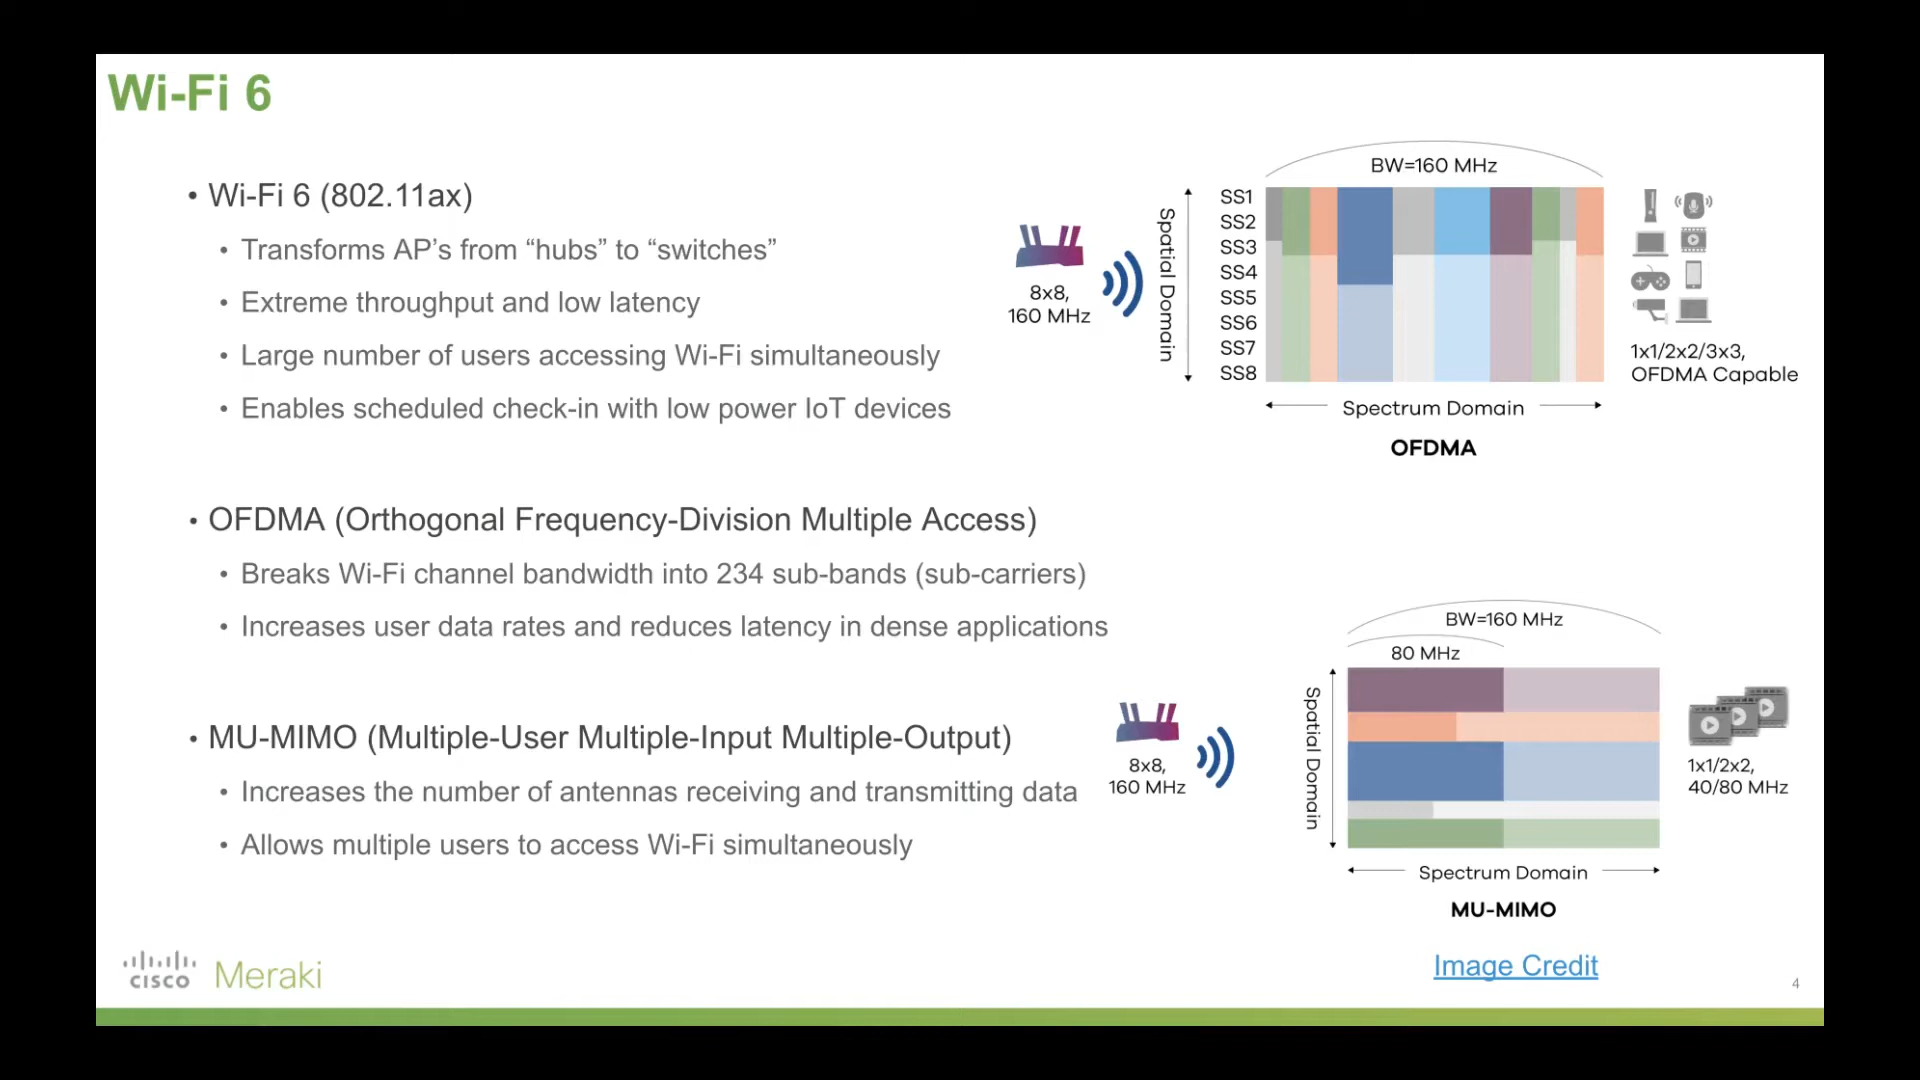 Wi-Fi 6
• Wi-Fi 6 (802.11ax)
• Transforms AP’s from “hubs” to “switches”
• Extreme throughput and low latency
• Large number of users accessing Wi-Fi simultaneously
• Enables scheduled check-in with low power IoT devices
8x8,
160 MHz
BW=160 MHz
Spatial Domain
SS1
SS2
SS3
SS4
SS5
SS6
SS7
SS8
Spectrum Domain
OFDMA
1x1/2x2/3x3,
OFDMA Capable
• OFDMA (Orthogonal Frequency-Division Multiple Access)
• Breaks Wi-Fi channel bandwidth into 234 sub-bands (sub-carriers)
• Increases user data rates and reduces latency in dense applications
• MU-MIMO (Multiple-User Multiple-Input Multiple-Output)
• Increases the number of antennas receiving and transmitting data
• Allows multiple users to access Wi-Fi simultaneously
8x8,
160 MHz
BW=160 MHz
80 MHz
Spatial Domain
Spectrum Domain
MU-MIMO
1x1/2x2,
40/80 MHz
Image Credit
CISCO Meraki
4